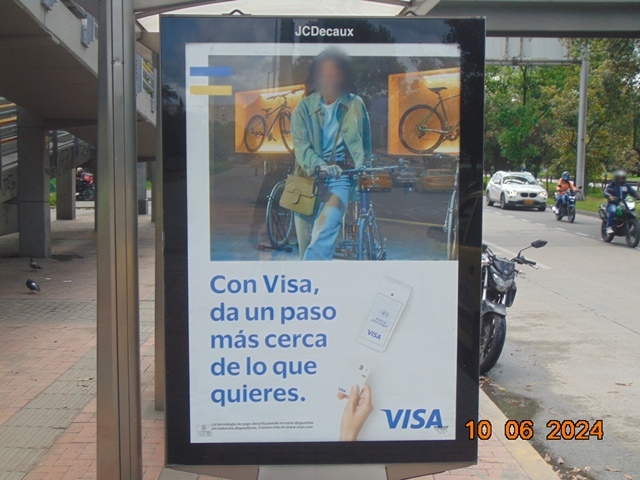 JCDecaux
Con Visa,
da un paso
más cerca
de lo que
quieres.
VISA
VISA
10 06 2024